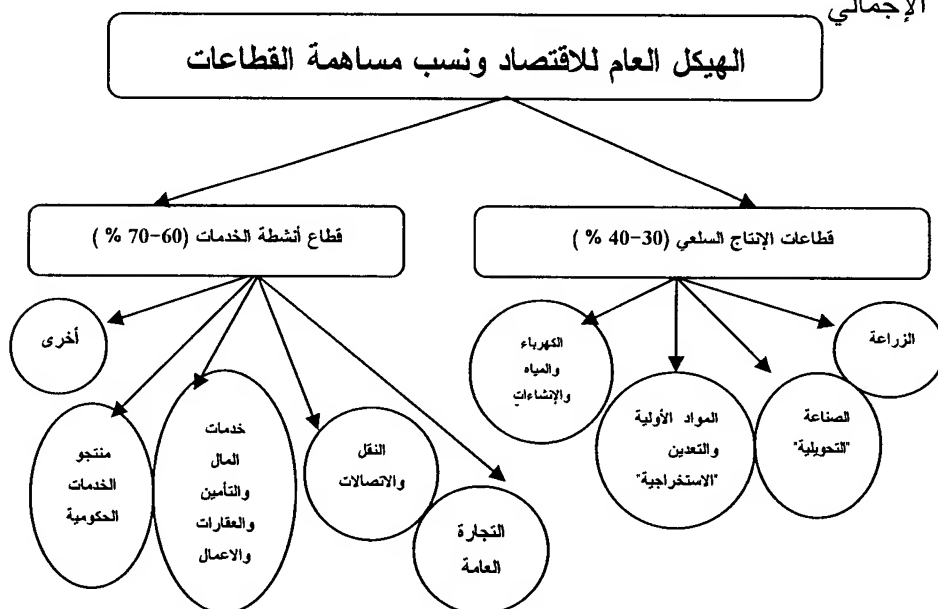 الإجمالي
الهيكل العام للاقتصاد ونسب مساهمة القطاعات
قطاعات الإنتاج السلعي (30-40 % )
قطاع أنشطة الخدمات (60-70 % )
الزراعة
الصناعة
"التحويلية"
المواد الأولية
والتعدين
"الاستخراجية"
الكهرباء
والمياه
والإنشاءات
التجارة
العامة
النقل
والاتصالات
خدمات
المال
والتأمين
والعقارات
والاعمال
منتجو
الخدمات
الحكومية
أخرى